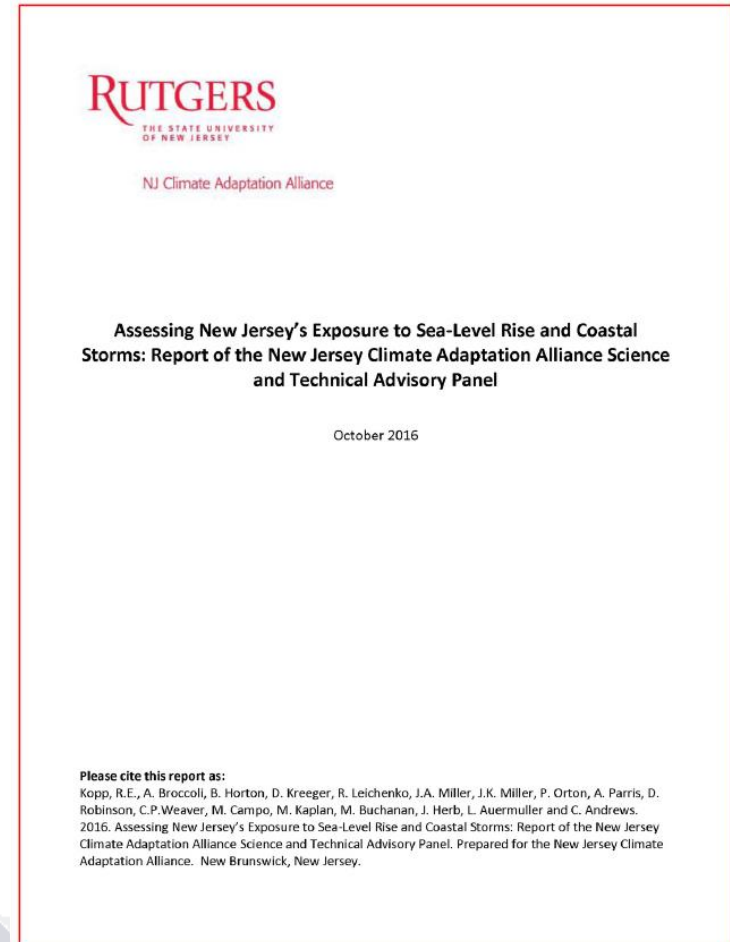 RUTGERS
THE STATE UNIVERSITY
OF NEW JERSEY
NJ Climate Adaptation Alliance
Assessing New Jersey's Exposure to Sea-Level Rise and Coastal
Storms: Report of the New Jersey Climate Adaptation Alliance Science
and Technical Advisory Panel
October 2016
Please cite this report as:
Kopp, R.E., A. Broccoli, B. Horton, D. Kreeger, R. Leichenko, J.A. Miller, J.K. Miller, P. Orton, A. Parris, D.
Robinson, C.P.Weaver, M. Campo, M. Kaplan, M. Buchanan, J. Herb, L. Auermuller and C. Andrews.
2016. Assessing New Jersey's Exposure to Sea-Level Rise and Coastal Storms: Report of the New Jersey
Climate Adaptation Alliance Science and Technical Advisory Panel. Prepared for the New Jersey Climate
Adaptation Alliance.  New Brunswick, New Jersey.